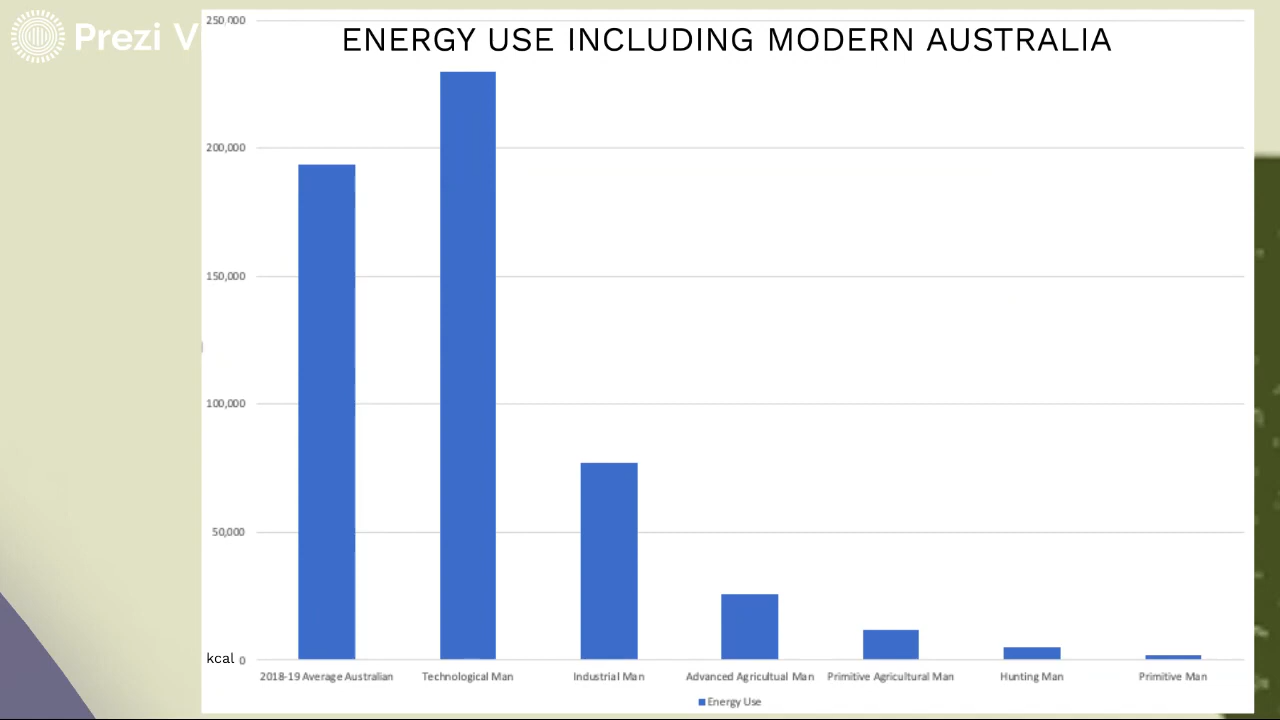 Prezi V
ENERGY USE INCLUDING MODERN AUSTRALIA
250,000
200,000
150,000
100,000
50,000
kcal 0
2018-19 Average Australian
Technological Man
Industrial Man
Advanced Agricultual Man
Primitive Agricultural Man
Hunting Man
Primitive Man
Energy Use